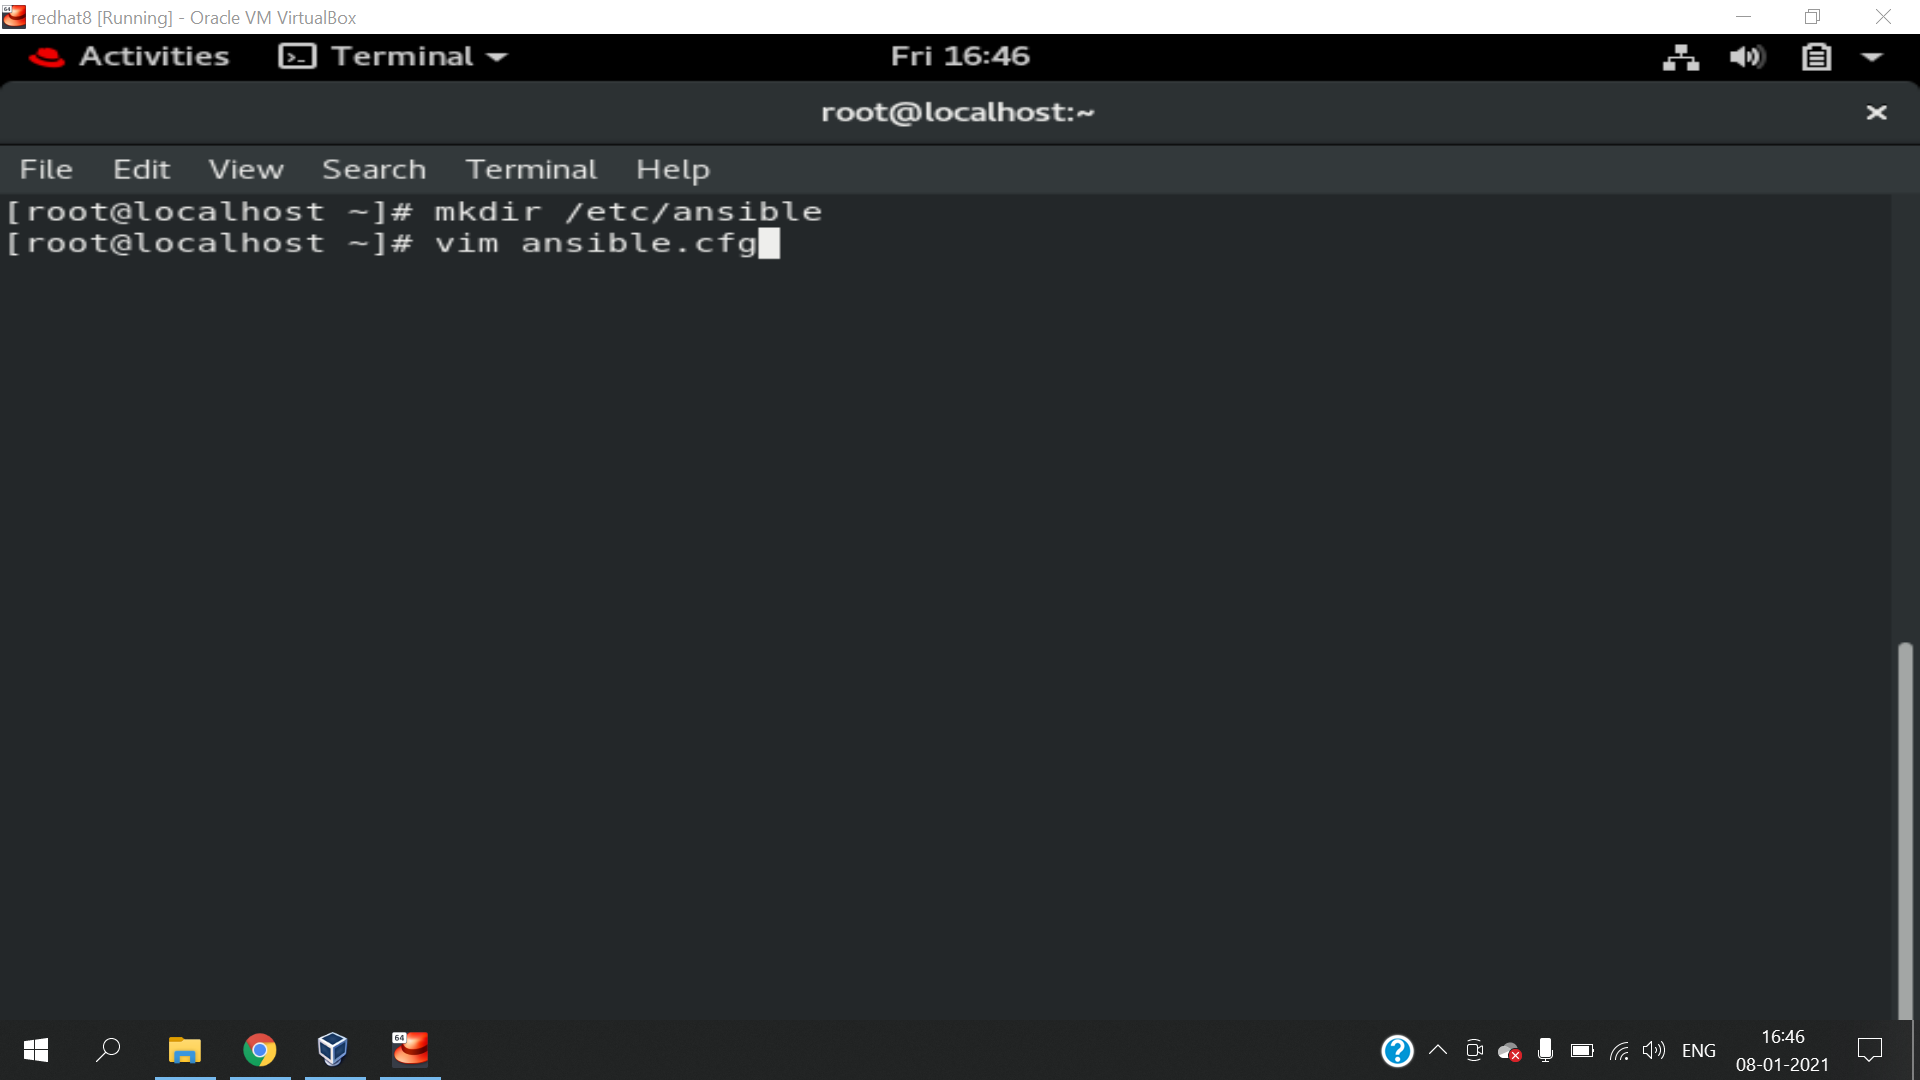 redhat8 [Running] - Oracle VM VirtualBox
Activities Terminal Fri 16:46
root@localhost:~
File Edit View Search Terminal Help
[root@localhost ~]# mkdir /etc/ansible
[root@localhost ~]# vim ansible.cfg
64
ENG
16:46
08-01-2021